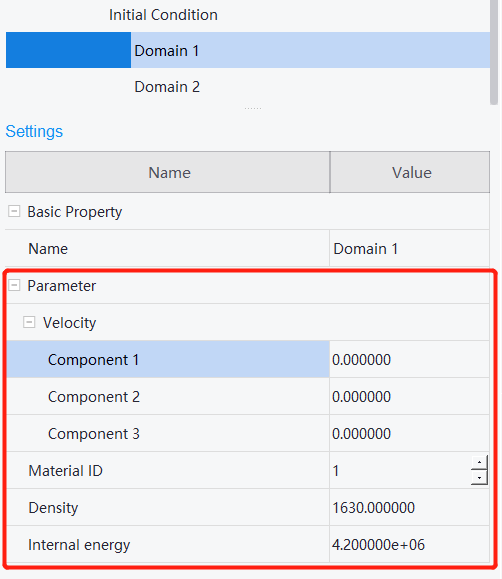 Initial Condition
Domain 1
Domain 2
Settings
Name Value
Basic Property
Name Domain 1
Parameter
Velocity
Component 1 0.000000
Component 2 0.000000
Component 3 0.000000
Material ID 1
Density 1630.000000
Internal energy 4.200000e+06